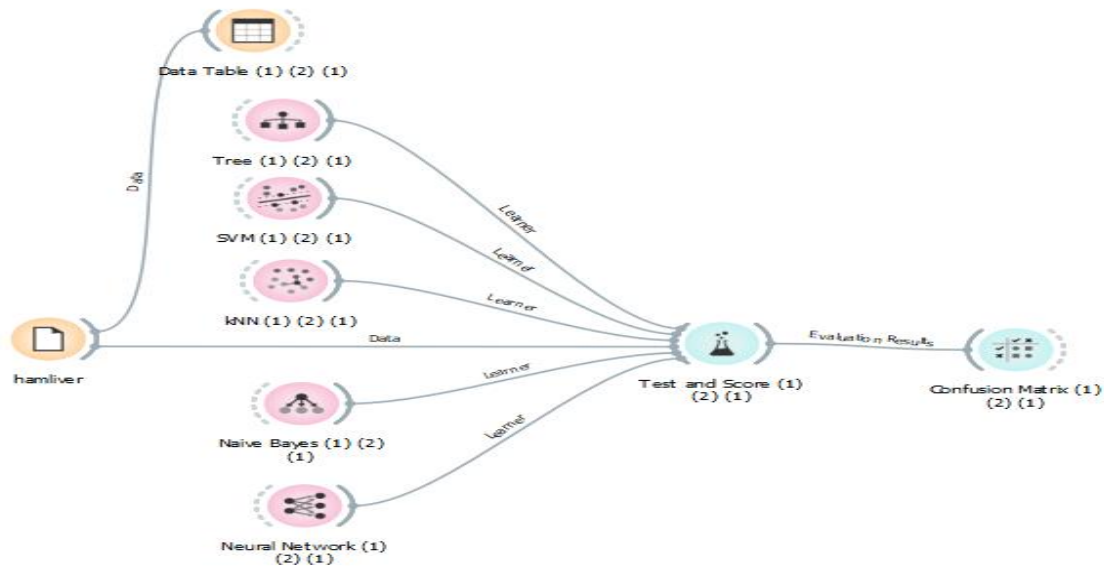 Data Table (1) (2) (1)
Data
Tree (1) (2) (1)
Learner
SVM (1) (2) (1)
Learner
kNN (1) (2) (1)
Learner
hamliver
Data
Test and Score (1)
(2) (1)
Evaluation Results
Confusion Matrix (1)
(2) (1)
Learner
Naive Bayes (1) (2)
(1)
Learner
Neural Network (1)
(2) (1)